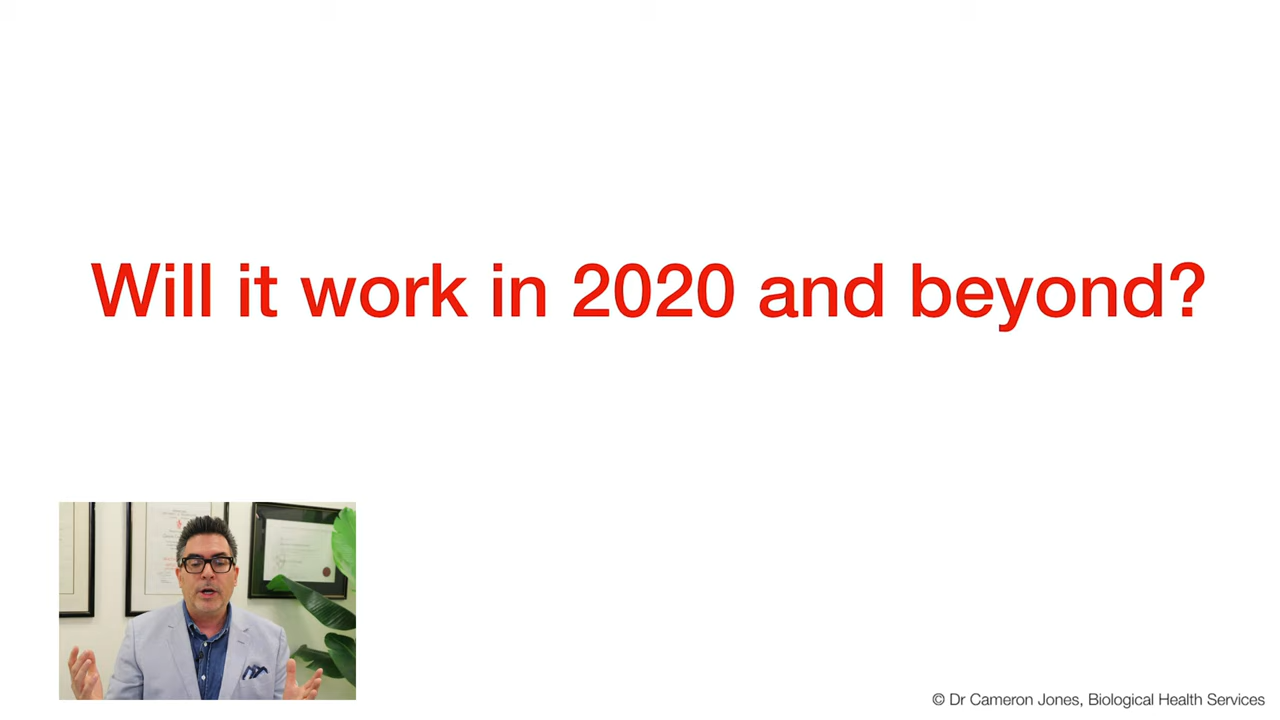 Will it work in 2020 and beyond?
© Dr Cameron Jones, Biological Health Services